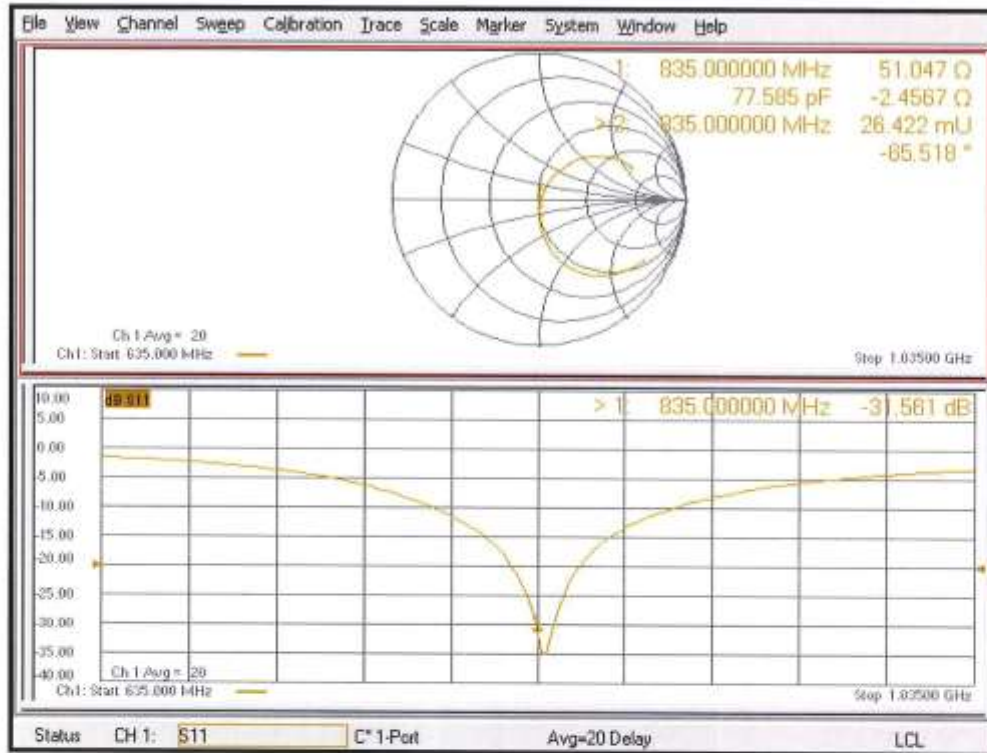 File View Channel Sweep Calibration Trace Scale Marker System Window Help
1: 835.000000 MHz 51.047 Ω
77.585 pF -2.4567 Ω
> 2: 835.000000 MHz 26.422 mU
-65.518 °
Ch 1 Avg = 20
Ch1: Start 635.000 MHz
Stop 1.03500 GHz
10.00
dB S11
> 1: 835.000000 MHz -31.561 dB
5.00
0.00
-5.00
-10.00
-15.00
-20.00
-25.00
-30.00
-35.00
-40.00
Ch 1 Avg = 20
Ch1: Start 635.000 MHz
Stop 1.03500 GHz
Status CH 1: S11 C* 1-Port Avg=20 Delay LCL